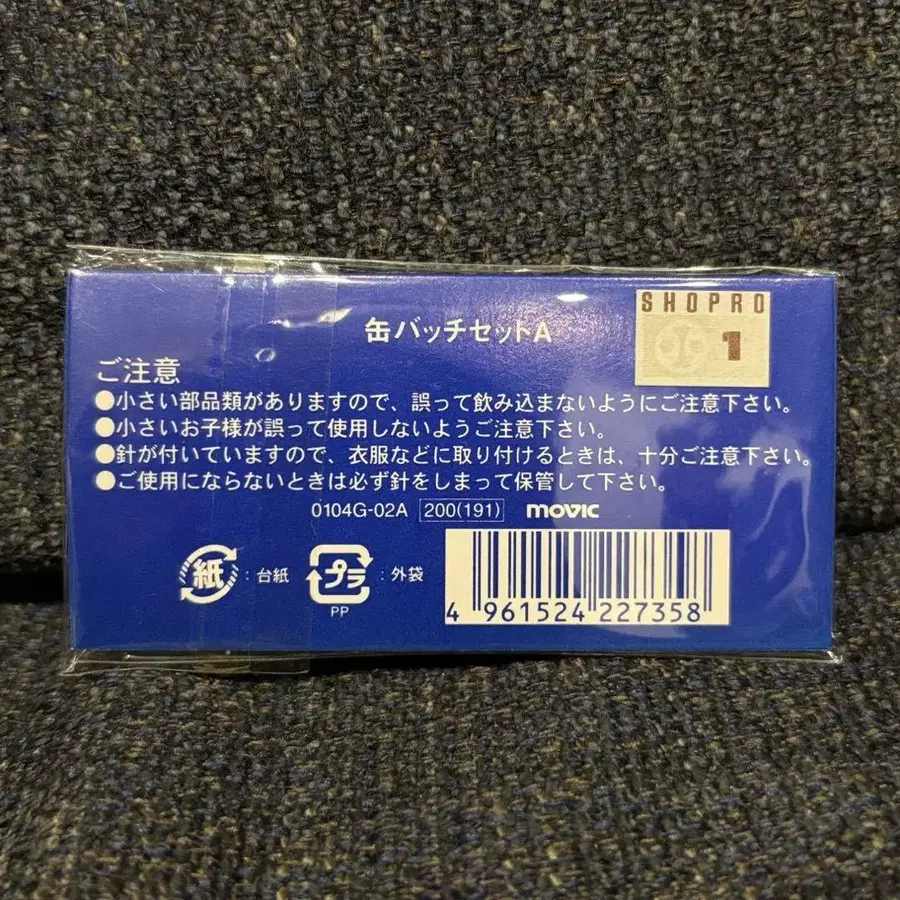 缶バッチセットA
SHOPRO
1
ご注意
●小さい部品類がありますので、誤って飲み込まないようにご注意下さい。
●小さいお子様が誤って使用しないようご注意下さい。
●針が付いていますので、衣服などに取り付けるときは、十分ご注意下さい。
●ご使用にならないときは必ず針をしまって保管して下さい。
0104G-02A 200(191) movic
紙 : 台紙 プラ : 外袋
PP
4 961524 227358